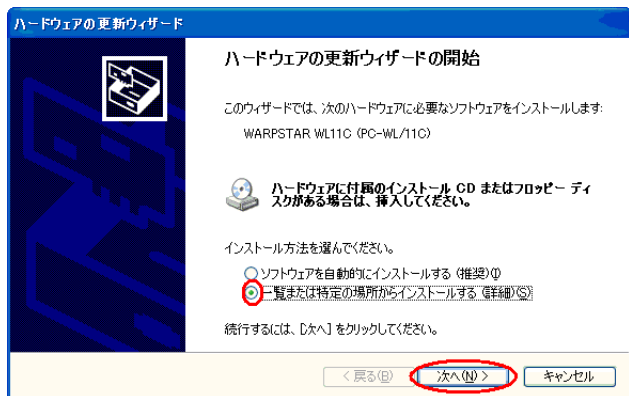 ハードウェアの更新ウィザード
ハードウェアの更新ウィザードの開始
このウィザードでは、次のハードウェアに必要なソフトウェアをインストールします:
WARPSTAR WL11C (PC-WL/11C)
ハードウェアに付属のインストール CD またはフロッピー ディ
スクがある場合は、挿入してください。
インストール方法を選んでください。
ソフトウェアを自動的にインストールする (推奨)(I)
一覧または特定の場所からインストールする (詳細)(S)
続行するには、[次へ] をクリックしてください。
< 戻る(B)
次へ(N) >
キャンセル